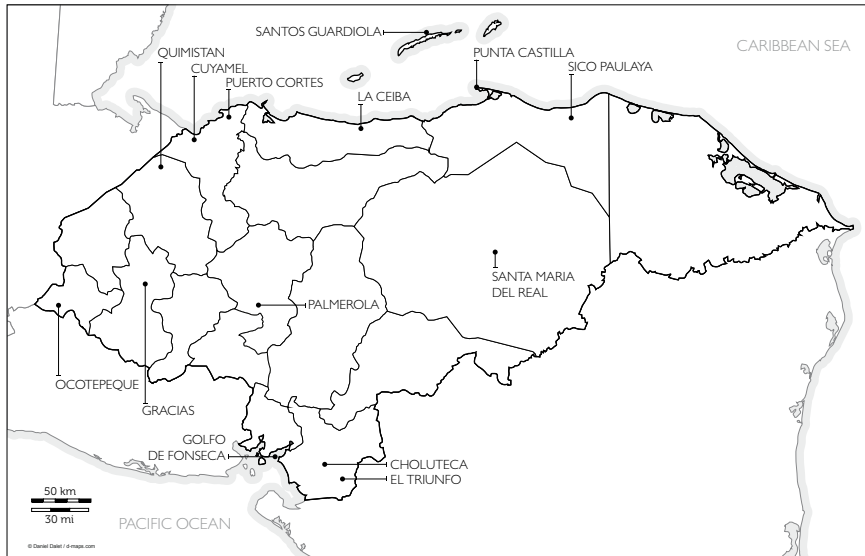 SANTOS GUARDIOLA
CARIBBEAN SEA
QUIMISTAN
PUNTA CASTILLA
CUYAMEL
SICO PAULAYA
PUERTO CORTES
LA CEIBA
SANTA MARIA
DEL REAL
PALMEROLA
OCOTEPEQUE
GRACIAS
GOLFO
DE FONSECA
CHOLUTECA
EL TRIUNFO
50 km
30 mi
PACIFIC OCEAN
© Daniel Dalet / d-maps.com